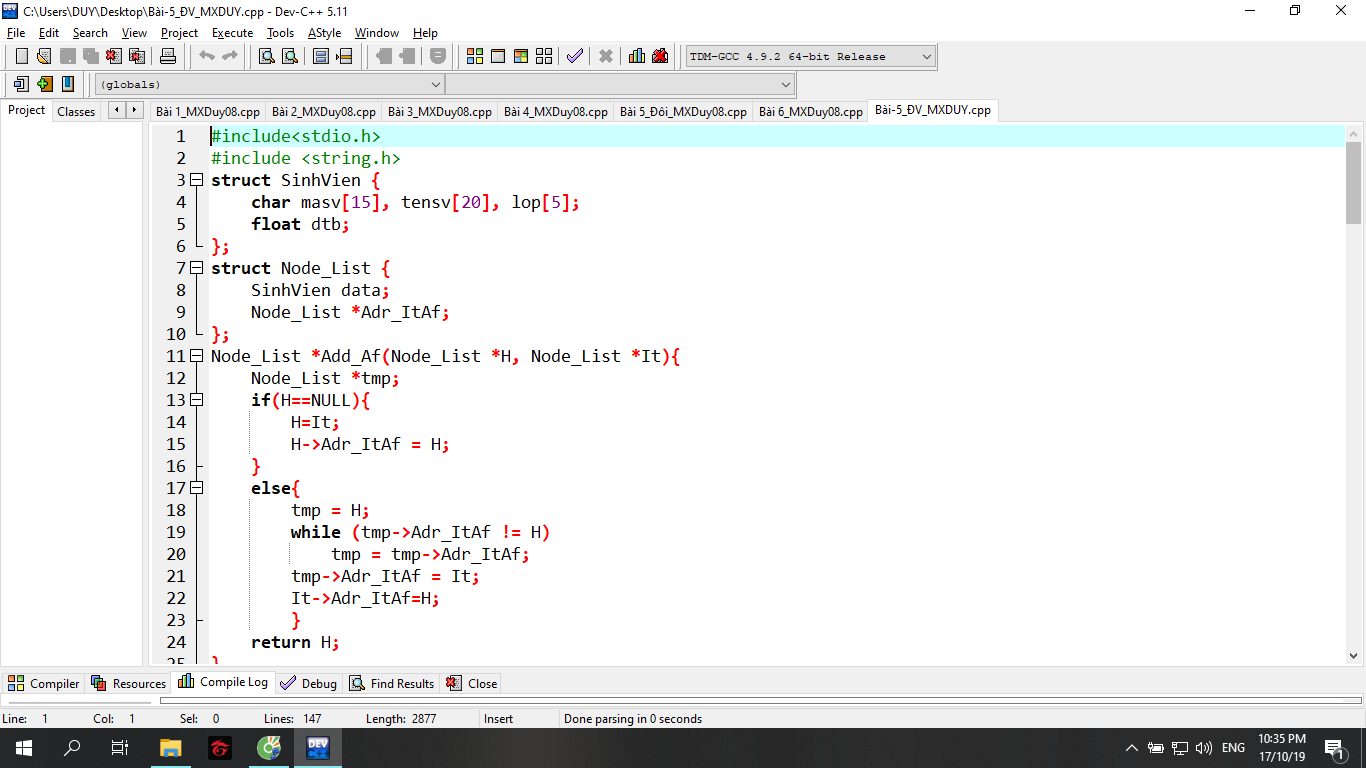 C:\Users\DUY\Desktop\Bài-5_ĐV_MXDUY.cpp - Dev-C++ 5.11
File Edit Search View Project Execute Tools AStyle Window Help
TDM-GCC 4.9.2 64-bit Release
(globals)
Project Classes Bài 1_MXDuy08.cpp Bài 2_MXDuy08.cpp Bài 3_MXDuy08.cpp Bài 4_MXDuy08.cpp Bài 5_Đôi_MXDuy08.cpp Bài 6_MXDuy08.cpp Bài-5_ĐV_MXDUY.cpp
1 #include<stdio.h>
2 #include <string.h>
3 struct SinhVien {
4 char masv[15], tensv[20], lop[5];
5 float dtb;
6 };
7 struct Node_List {
8 SinhVien data;
9 Node_List *Adr_ItAf;
10 };
11 Node_List *Add_Af(Node_List *H, Node_List *It){
12 Node_List *tmp;
13 if(H==NULL){
14 H=It;
15 H->Adr_ItAf = H;
16 }
17 else{
18 tmp = H;
19 while (tmp->Adr_ItAf != H)
20 tmp = tmp->Adr_ItAf;
21 tmp->Adr_ItAf = It;
22 It->Adr_ItAf=H;
23 }
24 return H;
25 }
Compiler Resources Compile Log Debug Find Results Close
Line: 1 Col: 1 Sel: 0 Lines: 147 Length: 2877 Insert Done parsing in 0 seconds
DEV ENG 10:35 PM
17/10/19 1